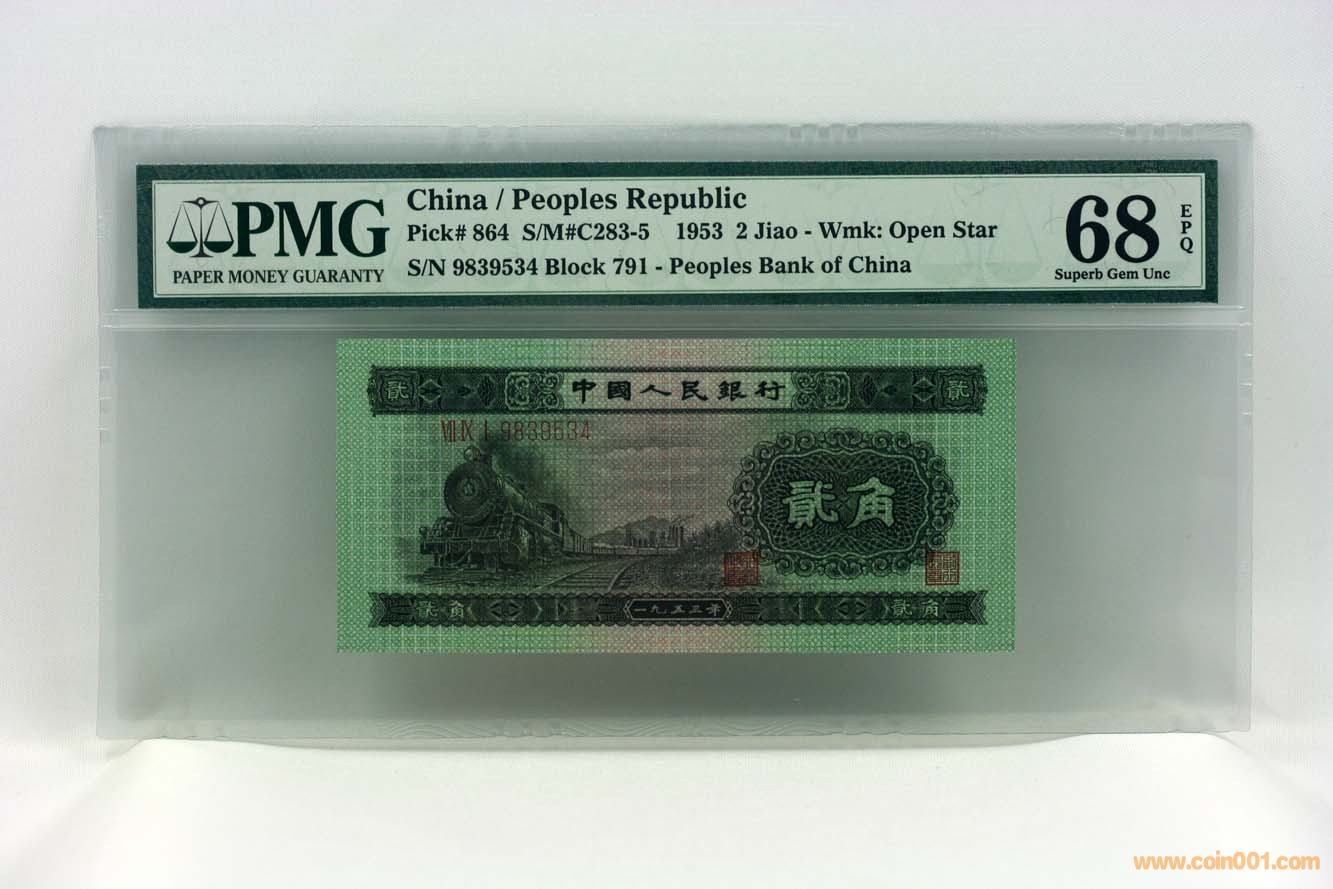 PMG
PAPER MONEY GUARANTY
China / Peoples Republic
Pick# 864 S/M#C283-5 1953 2 Jiao - Wmk: Open Star
S/N 9839534 Block 791 - Peoples Bank of China
68
EPQ
Superb Gem Unc
貳 中國人民銀行 貳
VII IX I 9839534
貳角
貳角 一九五三年 貳角
www.coin001.com